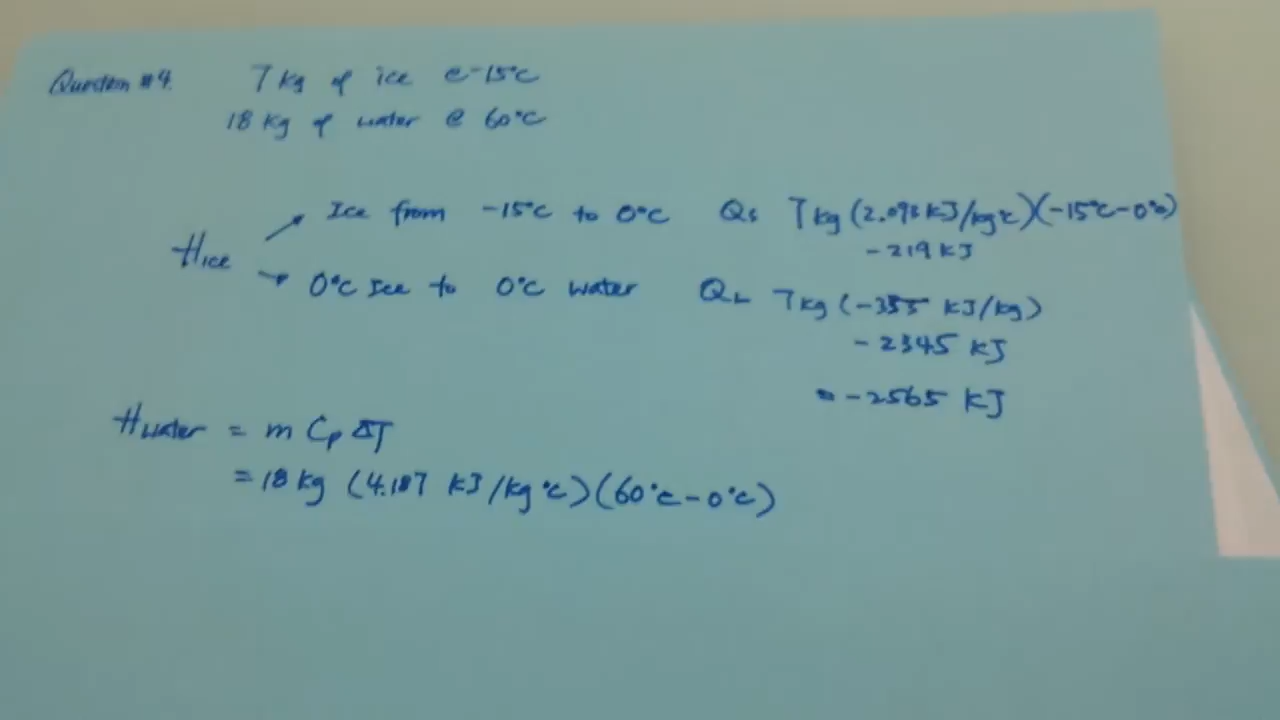 Question #4. 7 kg of ice @ -15°C
18 kg of water @ 60°C
Ice from -15°C to 0°C Qs 7 kg (2.093 kJ/kg°C)(-15°C-0°C)
-219 kJ
Hice
0°C Ice to 0°C water QL 7 kg (-335 kJ/kg)
-2345 kJ
= -2565 kJ
Hwater = m Cp ΔT
= 18 kg (4.187 kJ/kg°C)(60°C-0°C)